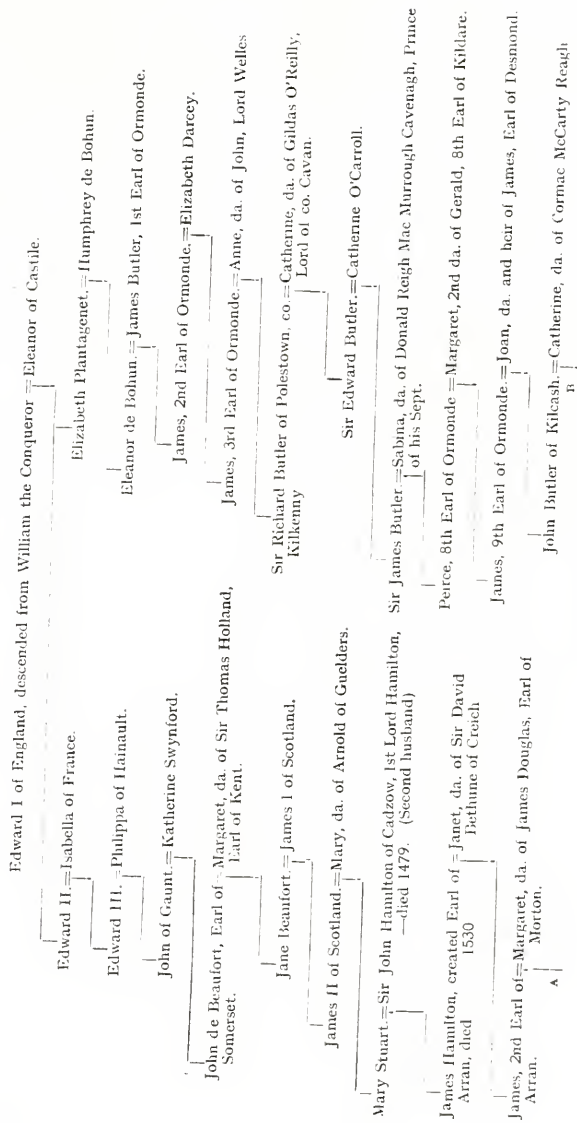 Edward I of England, descended from William the Conqueror = Eleanor of Castile.
Edward II. = Isabella of France.
Edward III. = Philippa of Hainault.
John of Gaunt. = Katherine Swynford.
John de Beaufort, Earl of = Margaret, da. of Sir Thomas Holland,
Somerset. Earl of Kent.
Jane Beaufort. = James I of Scotland.
James II of Scotland. = Mary, da. of Arnold of Guelders.
Mary Stuart. = Sir John Hamilton of Cadzow, 1st Lord Hamilton,
—died 1479. (Second husband)
James Hamilton, created Earl of = Janet, da. of Sir David
Arran, died 1530 Bethune of Creich
James, 2nd Earl of = Margaret, da. of James Douglas, Earl of
Arran. Morton.
A
Elizabeth Plantagenet. = Humphrey de Bohun.
Eleanor de Bohun. = James Butler, 1st Earl of Ormonde.
James, 2nd Earl of Ormonde. = Elizabeth Darcey.
James, 3rd Earl of Ormonde. = Anne, da. of John, Lord Welles
Sir Richard Butler of Polestown, co. = Catherine, da. of Gildas O'Reilly,
Kilkenny Lord of co. Cavan.
Sir Edward Butler. = Catherine O'Carroll.
Sir James Butler. = Sabina, da. of Donald Reigh Mac Murrough Cavenagh, Prince
of his Sept.
Peirce, 8th Earl of Ormonde = Margaret, 2nd da. of Gerald, 8th Earl of Kildare.
James, 9th Earl of Ormonde. = Joan, da. and heir of James, Earl of Desmond.
John Butler of Kilcash. = Catherine, da. of Cormac McCarty Reagh
B